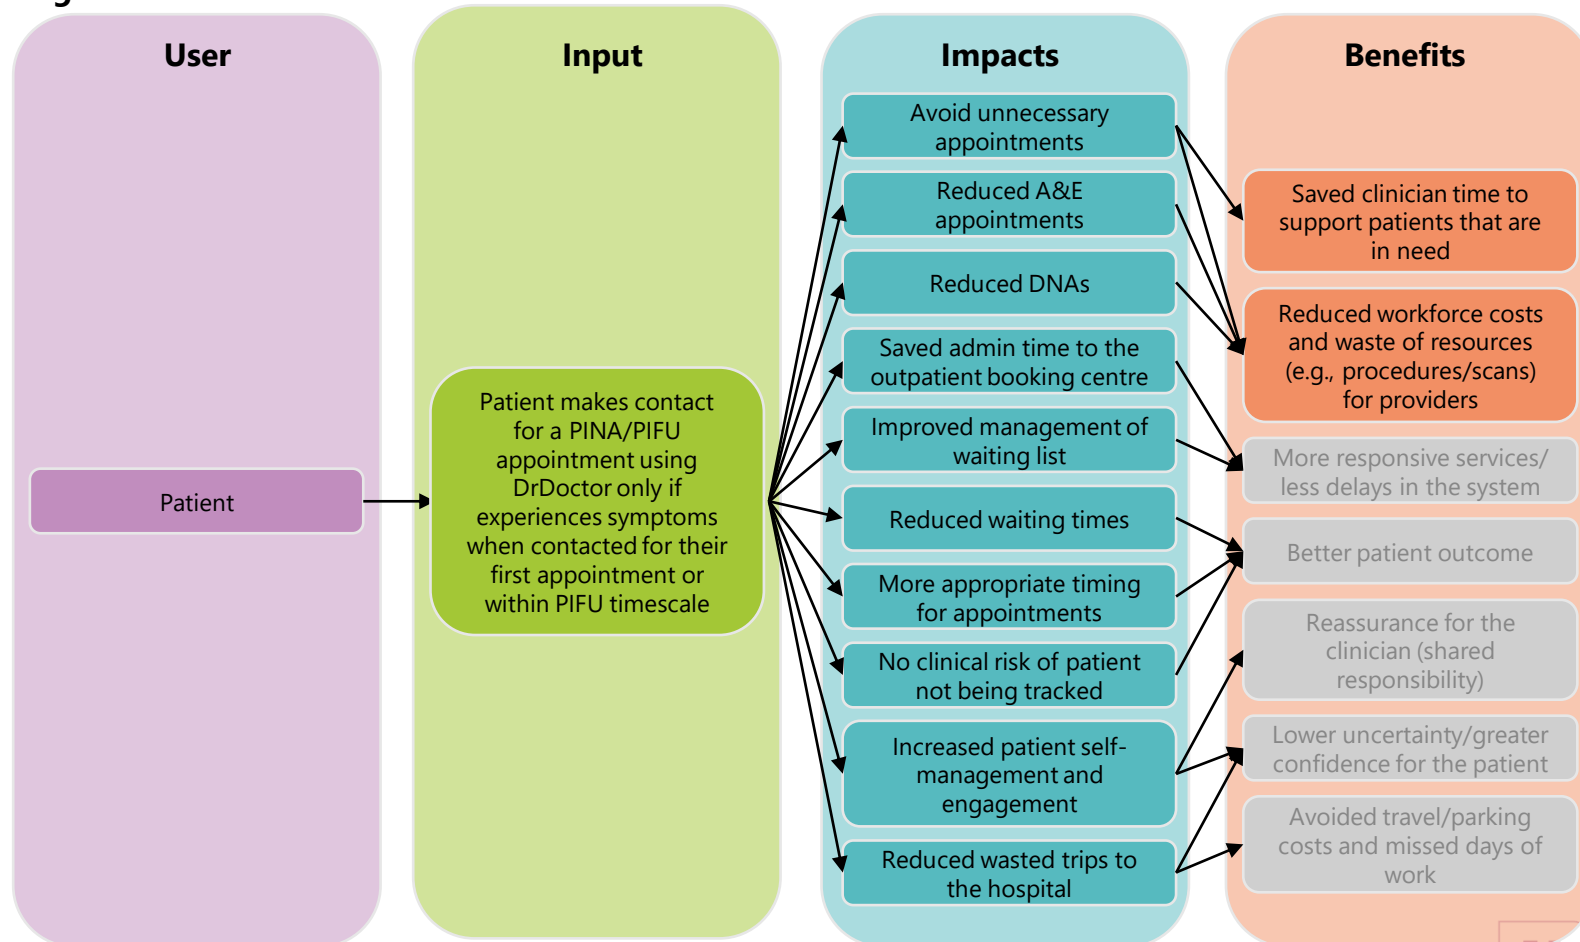 User
Input
Impacts
Benefits
Patient
Patient makes contact
for a PINA/PIFU
appointment using
DrDoctor only if
experiences symptoms
when contacted for their
first appointment or
within PIFU timescale
Avoid unnecessary
appointments
Reduced A&E
appointments
Reduced DNAs
Saved admin time to the
outpatient booking centre
Improved management of
waiting list
Reduced waiting times
More appropriate timing
for appointments
No clinical risk of patient
not being tracked
Increased patient self-
management and
engagement
Reduced wasted trips to
the hospital
Saved clinician time to
support patients that are
in need
Reduced workforce costs
and waste of resources
(e.g., procedures/scans)
for providers
More responsive services/
less delays in the system
Better patient outcome
Reassurance for the
clinician (shared
responsibility)
Lower uncertainty/greater
confidence for the patient
Avoided travel/parking
costs and missed days of
work